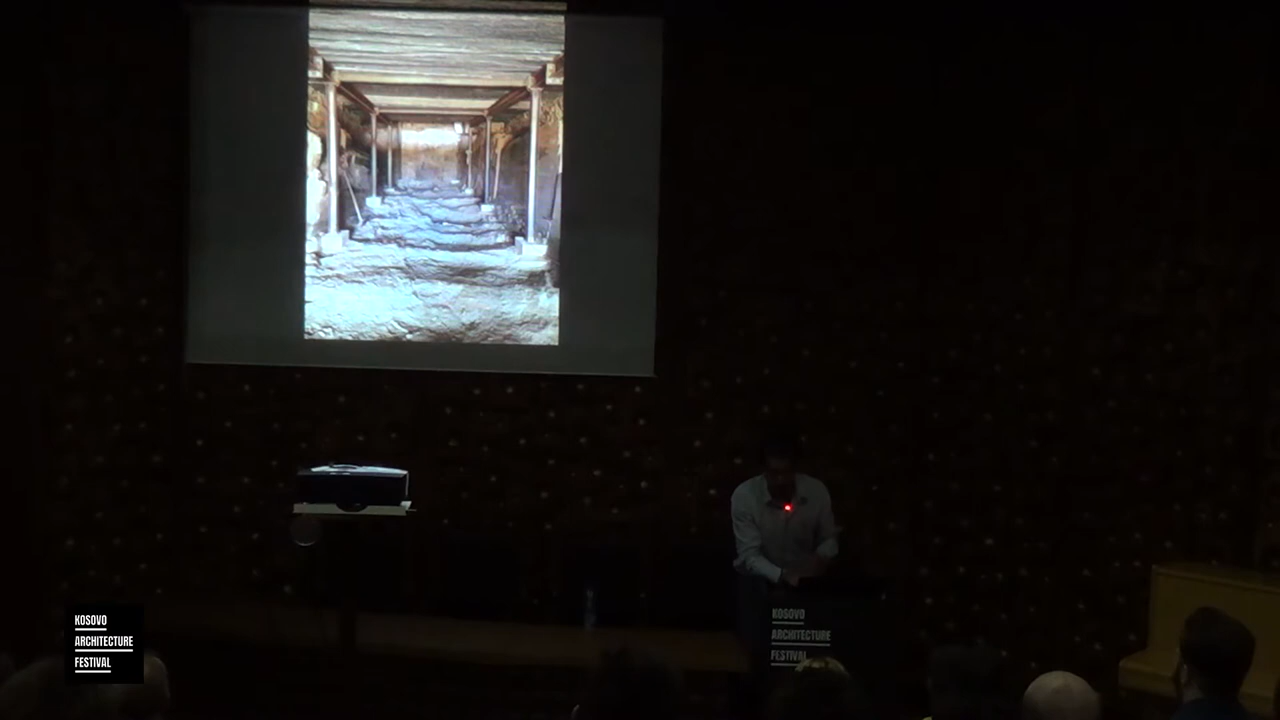 KOSOVO
ARCHITECTURE
FESTIVAL
KOSOVO
ARCHITECTURE
FESTIVAL